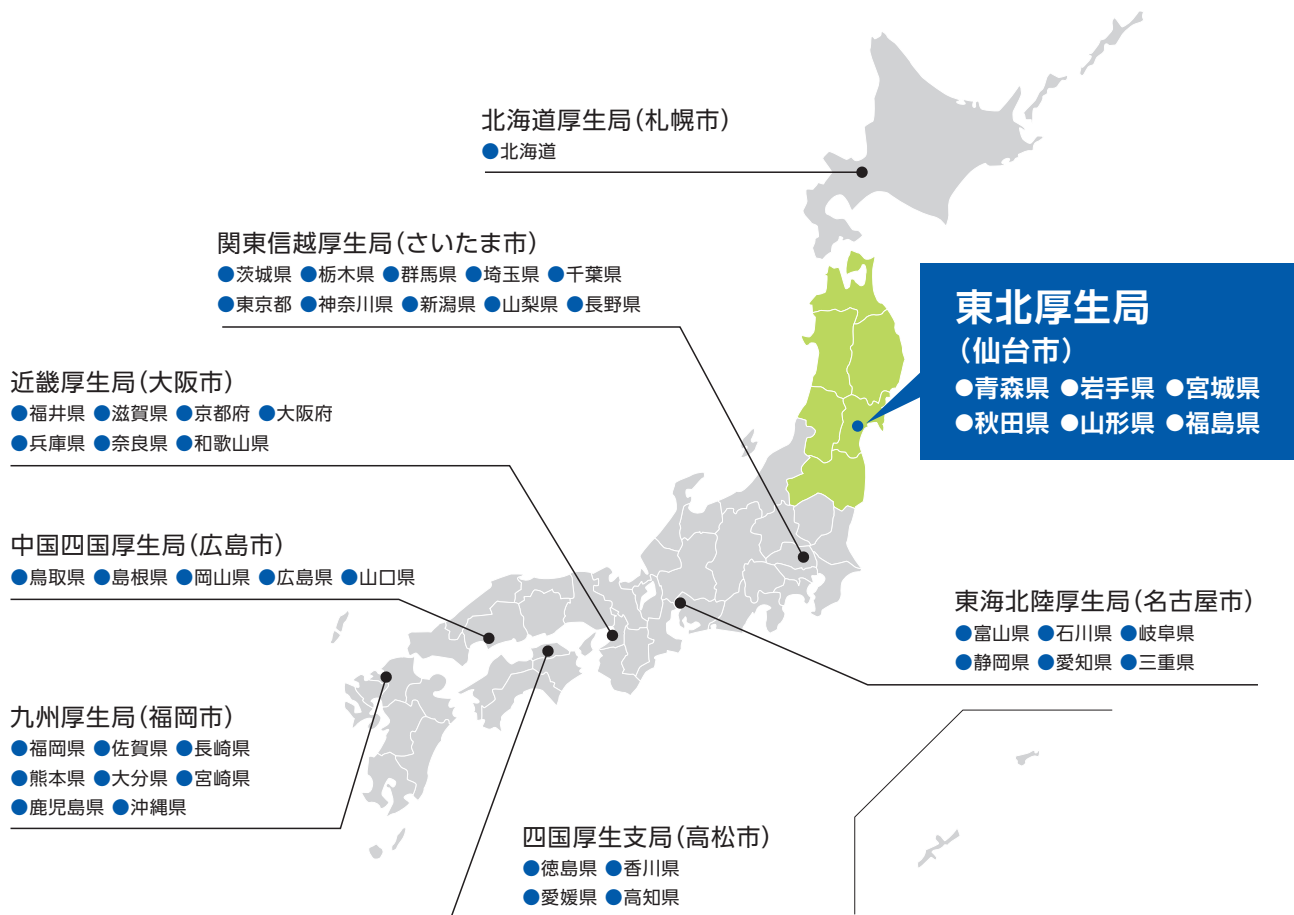 北海道厚生局(札幌市)
●北海道
関東信越厚生局(さいたま市)
●茨城県 ●栃木県 ●群馬県 ●埼玉県 ●千葉県
●東京都 ●神奈川県 ●新潟県 ●山梨県 ●長野県
東北厚生局
(仙台市)
●青森県 ●岩手県 ●宮城県
●秋田県 ●山形県 ●福島県
近畿厚生局(大阪市)
●福井県 ●滋賀県 ●京都府 ●大阪府
●兵庫県 ●奈良県 ●和歌山県
中国四国厚生局(広島市)
●鳥取県 ●島根県 ●岡山県 ●広島県 ●山口県
東海北陸厚生局(名古屋市)
●富山県 ●石川県 ●岐阜県
●静岡県 ●愛知県 ●三重県
九州厚生局(福岡市)
●福岡県 ●佐賀県 ●長崎県
●熊本県 ●大分県 ●宮崎県
●鹿児島県 ●沖縄県
四国厚生支局(高松市)
●徳島県 ●香川県
●愛媛県 ●高知県